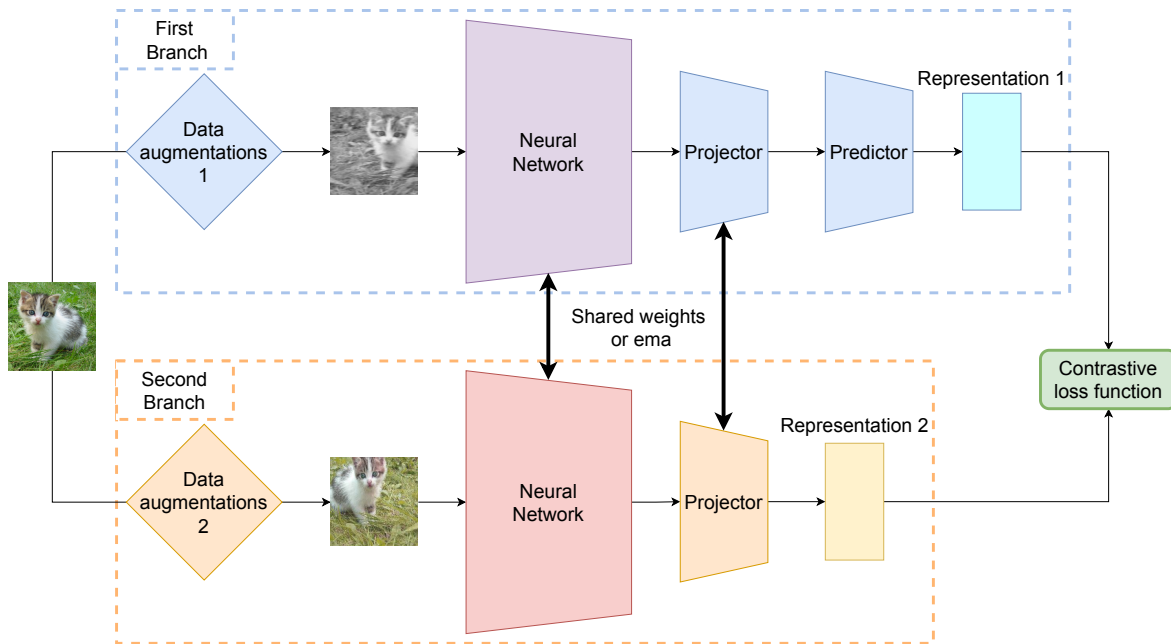 First
Branch
Data
augmentations
1
Neural
Network
Projector
Predictor
Representation 1
Shared weights
or ema
Contrastive
loss function
Second
Branch
Data
augmentations
2
Neural
Network
Projector
Representation 2